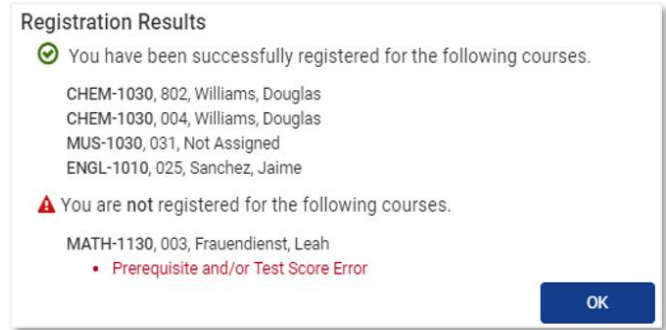 Registration Results
You have been successfully registered for the following courses.
CHEM-1030, 802, Williams, Douglas
CHEM-1030, 004, Williams, Douglas
MUS-1030, 031, Not Assigned
ENGL-1010, 025, Sanchez, Jaime
You are not registered for the following courses.
MATH-1130, 003, Frauendienst, Leah
• Prerequisite and/or Test Score Error
OK